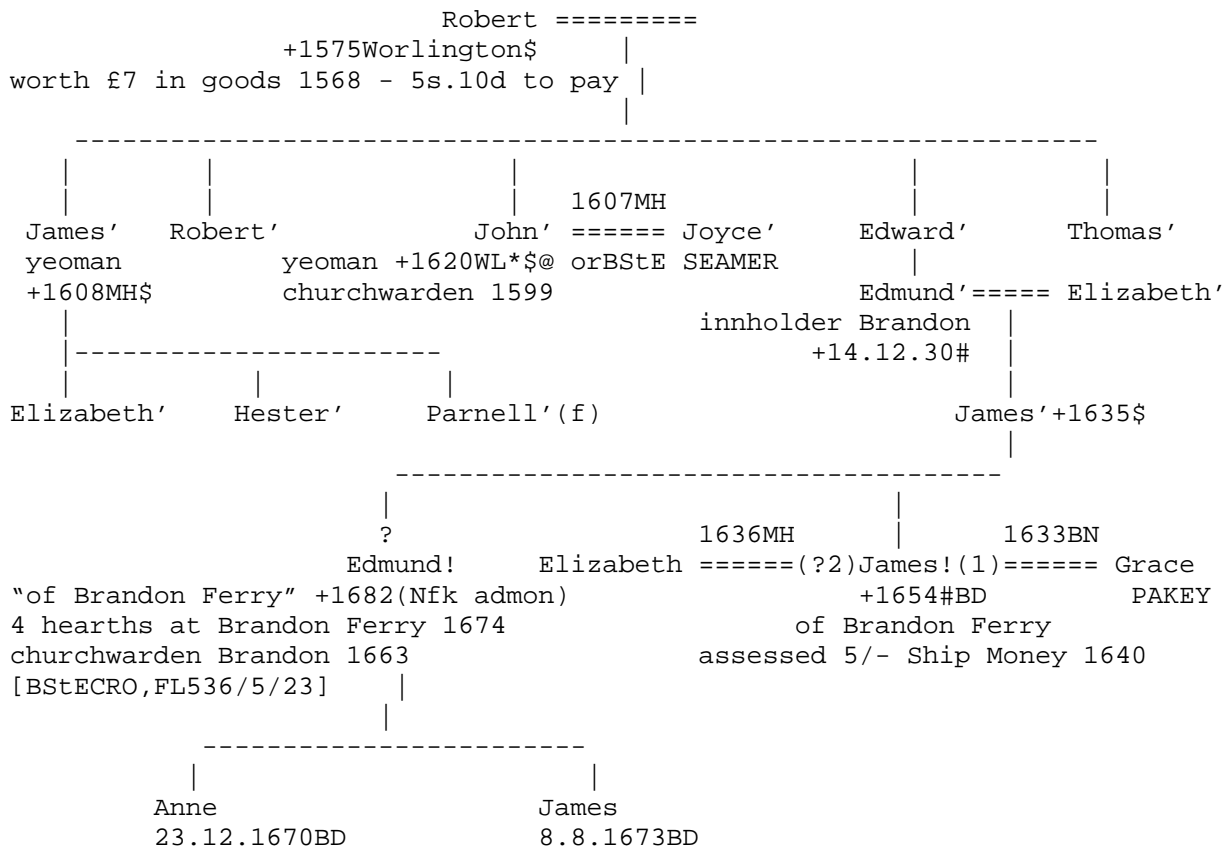 Robert =========
+1575Worlington$ |
worth £7 in goods 1568 - 5s.10d to pay |
|
----------------------------------------------------------------
| | | | |
| | | 1607MH | |
James’ Robert’ John’ ====== Joyce’ Edward’ Thomas’
yeoman yeoman +1620WL*$@ orBStE SEAMER |
+1608MH$ churchwarden 1599 Edmund’===== Elizabeth’
| innholder Brandon |
|----------------------- +14.12.30# |
| | | |
Elizabeth’ Hester’ Parnell’(f) James’+1635$
|
--------------------------------------
| |
? 1636MH | 1633BN
Edmund! Elizabeth ======(?2)James!(1)====== Grace
“of Brandon Ferry” +1682(Nfk admon) +1654#BD PAKEY
4 hearths at Brandon Ferry 1674 of Brandon Ferry
churchwarden Brandon 1663 assessed 5/- Ship Money 1640
[BStECRO,FL536/5/23] |
|
------------------------
| |
Anne James
23.12.1670BD 8.8.1673BD